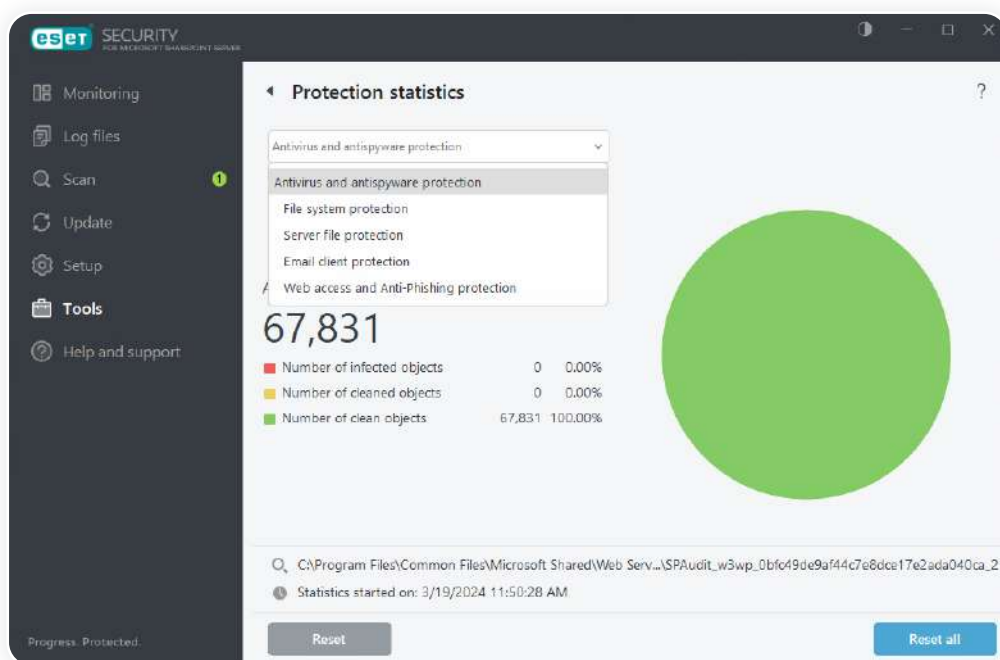 eset SECURITY
FOR MICROSOFT SHAREPOINT SERVER
Monitoring
Log files
Scan 1
Update
Setup
Tools
Help and support
Progress. Protected.
Protection statistics
?
Antivirus and antispyware protection
Antivirus and antispyware protection
File system protection
Server file protection
Email client protection
Web access and Anti-Phishing protection
67,831
Number of infected objects 0 0.00%
Number of cleaned objects 0 0.00%
Number of clean objects 67,831 100.00%
C:\Program Files\Common Files\Microsoft Shared\Web Serv...\SPAudit_w3wp_0bfc49de9af44c7e8dce17e2ada040ca_2
Statistics started on: 3/19/2024 11:50:28 AM
Reset
Reset all